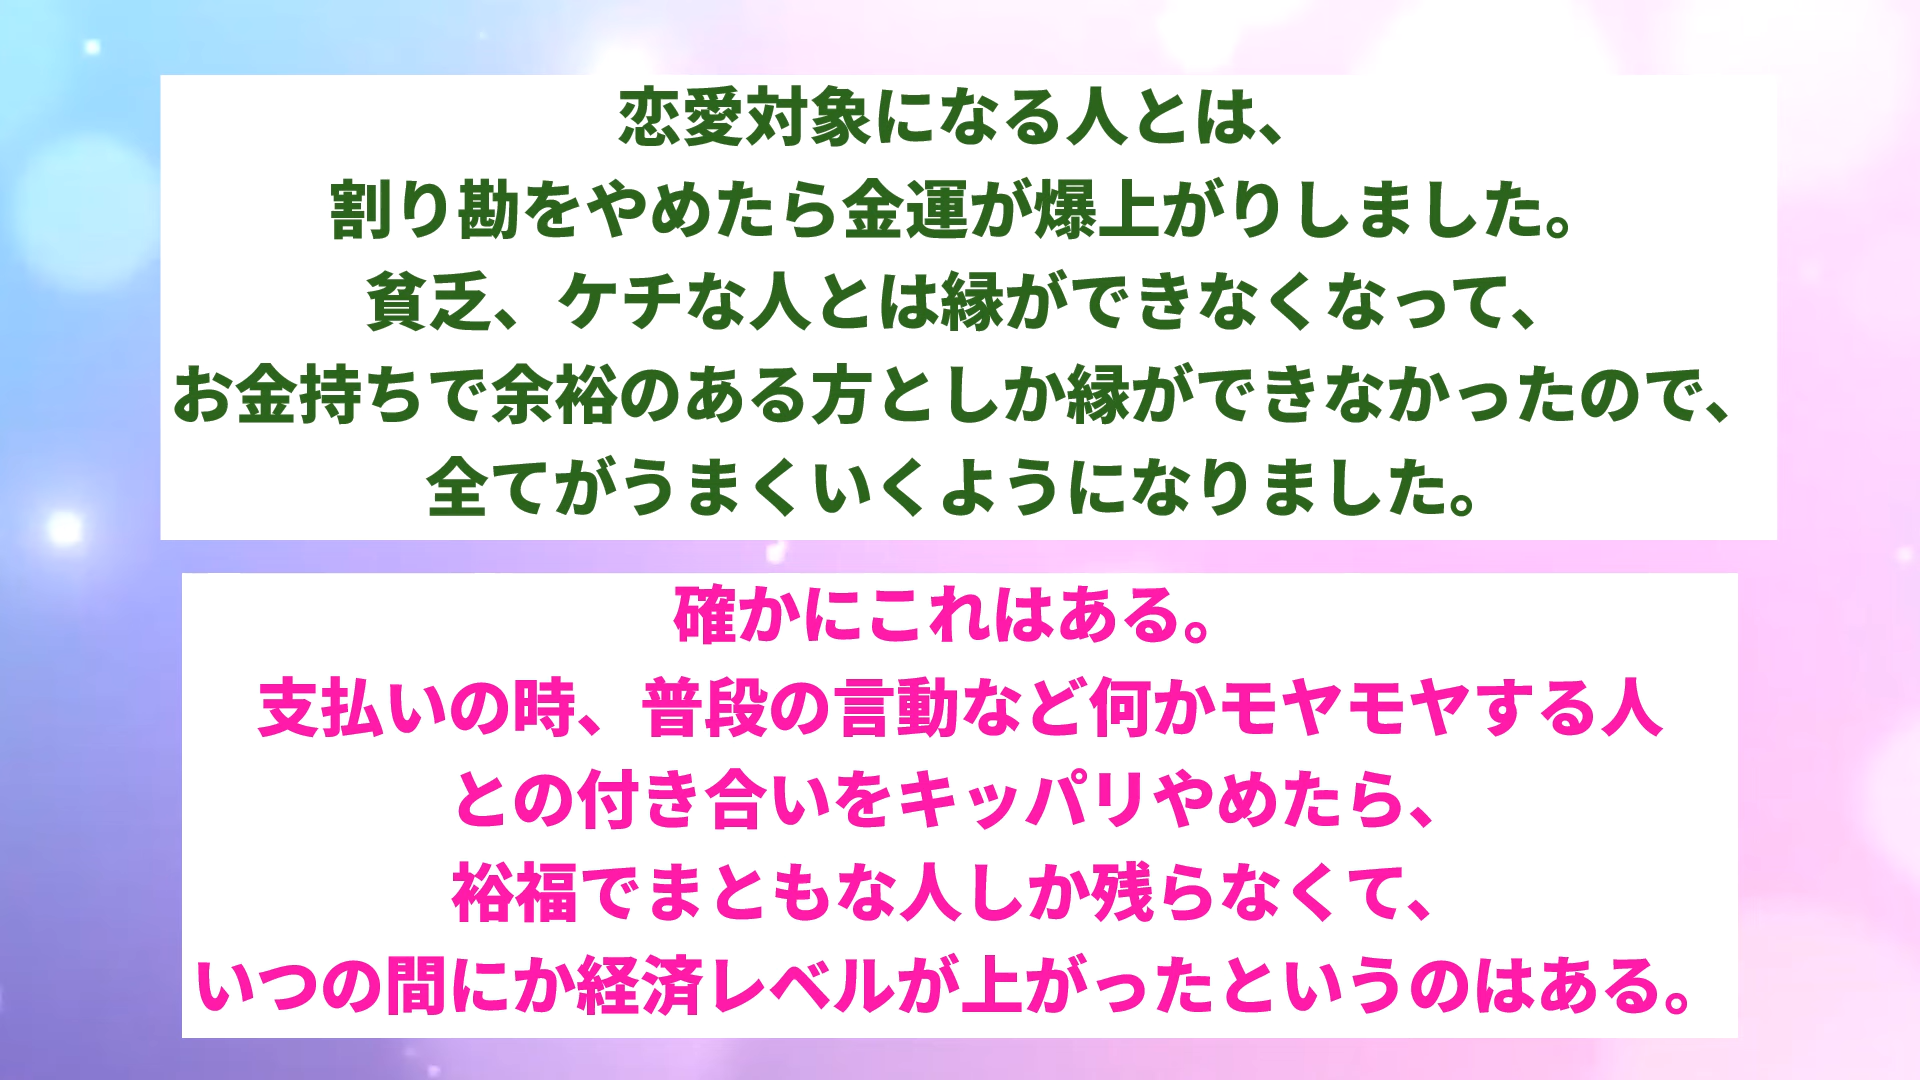 恋愛対象になる人とは、
割り勘をやめたら金運が爆上がりしました。
貧乏、ケチな人とは縁ができなくなって、
お金持ちで余裕のある方としか縁ができなかったので、
全てがうまくいくようになりました。
確かにこれはある。
支払いの時、普段の言動など何かモヤモヤする人
との付き合いをキッパリやめたら、
裕福でまともな人しか残らなくて、
いつの間にか経済レベルが上がったというのはある。